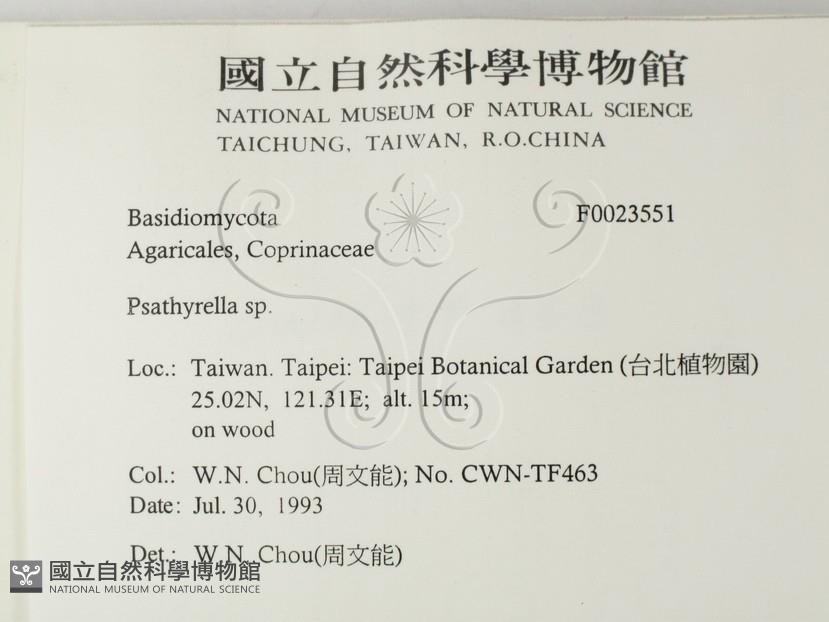 國立自然科學博物館
NATIONAL MUSEUM OF NATURAL SCIENCE
TAICHUNG, TAIWAN, R.O.CHINA
Basidiomycota F0023551
Agaricales, Coprinaceae
Psathyrella sp.
Loc.: Taiwan. Taipei: Taipei Botanical Garden (台北植物園)
25.02N, 121.31E; alt. 15m;
on wood
Col.: W.N. Chou(周文能); No. CWN-TF463
Date: Jul. 30, 1993
Det.: W.N. Chou(周文能)
國立自然科學博物館
NATIONAL MUSEUM OF NATURAL SCIENCE